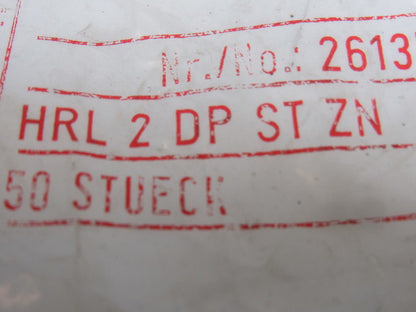 Nr./No.: 2613
HRL 2 DP ST ZN
50 STUECK